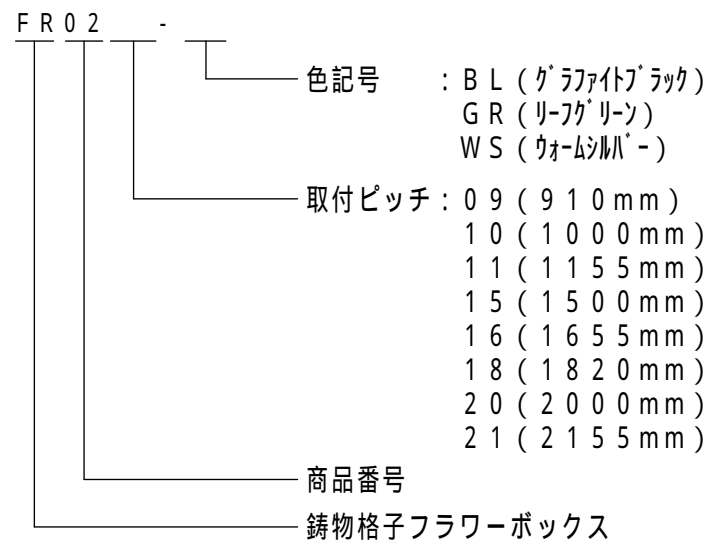 FR02 -
色記号 : BL(グラファイトブラック)
GR(リーフグリーン)
WS(ウォームシルバー)
取付ピッチ : 09(910mm)
10(1000mm)
11(1155mm)
15(1500mm)
16(1655mm)
18(1820mm)
20(2000mm)
21(2155mm)
商品番号
鋳物格子フラワーボックス